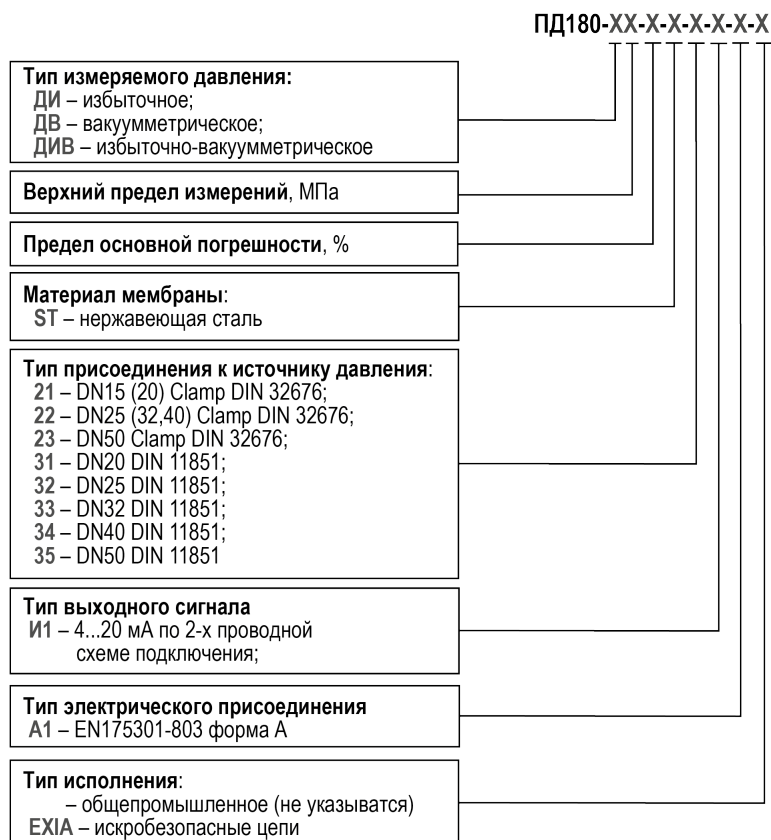 ПД180-ХХ-Х-Х-Х-Х-Х-Х
Тип измеряемого давления:
ДИ – избыточное;
ДВ – вакуумметрическое;
ДИВ – избыточно-вакуумметрическое
Верхний предел измерений, МПа
Предел основной погрешности, %
Материал мембраны:
ST – нержавеющая сталь
Тип присоединения к источнику давления:
21 – DN15 (20) Clamp DIN 32676;
22 – DN25 (32,40) Clamp DIN 32676;
23 – DN50 Clamp DIN 32676;
31 – DN20 DIN 11851;
32 – DN25 DIN 11851;
33 – DN32 DIN 11851;
34 – DN40 DIN 11851;
35 – DN50 DIN 11851
Тип выходного сигнала
И1 – 4...20 мА по 2-х проводной
схеме подключения;
Тип электрического присоединения
А1 – EN175301-803 форма А
Тип исполнения:
– общепромышленное (не указыватся)
EXIA – искробезопасные цепи